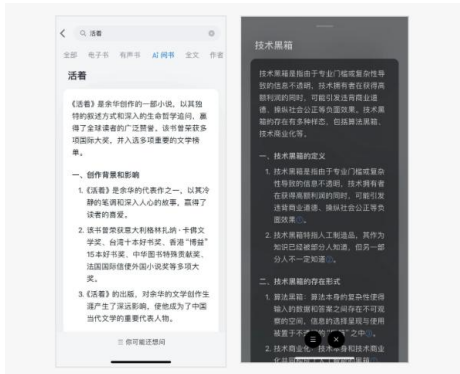 活着
全部 电子书 有声书 AI 问书 全文 作者
活着
《活着》是余华创作的一部小说，以其独
特的叙述方式和深入的生命哲学追问，赢
得了全球读者的广泛赞誉。该书曾荣获多
项国际大奖，并入选多项重要的文学榜
单。
一、创作背景和影响
1. 《活着》是余华的代表作之一，以其冷
静的笔调和深入人心的故事，赢得了
读者的喜爱。
2. 该书曾荣获意大利格林扎纳·卡佛文
学奖、台湾十本好书奖、香港“博益”
15本好书奖、中华图书特殊贡献奖、
法国国际信使外国小说奖等多项大
奖。
3. 《活着》的出版，对余华的文学创作生
涯产生了深远影响，使他成为了中国
当代文学的重要代表人物。
你可能还想问
技术黑箱
技术黑箱是指由于专业门槛或复杂性导
致的信息不透明，技术拥有者在获得高
额利润的同时，可能引发违背商业道
德、操纵社会公正等负面效果。技术黑
箱的存在有多种样态，包括算法黑箱、
技术商业化等。
一、技术黑箱的定义
1. 技术黑箱是指由于专业门槛或复杂
性导致的信息不透明，技术拥有者
在获得高额利润的同时，可能引发
违背商业道德、操纵社会公正等负
面效果。
2. 技术黑箱特指人工制造品，其作为
知识已经被部分人知道，但另一部
分人不一定知道。
二、技术黑箱的存在形式
1. 算法黑箱：算法本身的复杂性使得
输入的数据和答案之间存在不可观
察的空间，信息的选择呈现与使用
被置于不 之中
2. 技术商业化：技术本身和技术商业